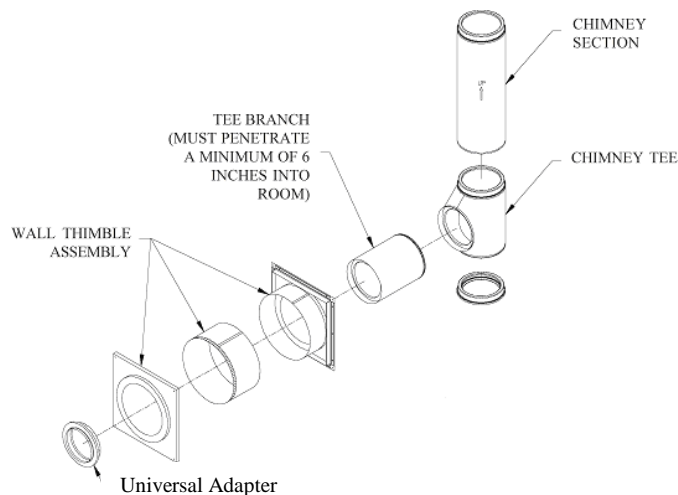 CHIMNEY
SECTION
UP
TEE BRANCH
(MUST PENETRATE
A MINIMUM OF 6
INCHES INTO
ROOM)
CHIMNEY TEE
WALL THIMBLE
ASSEMBLY
Universal Adapter